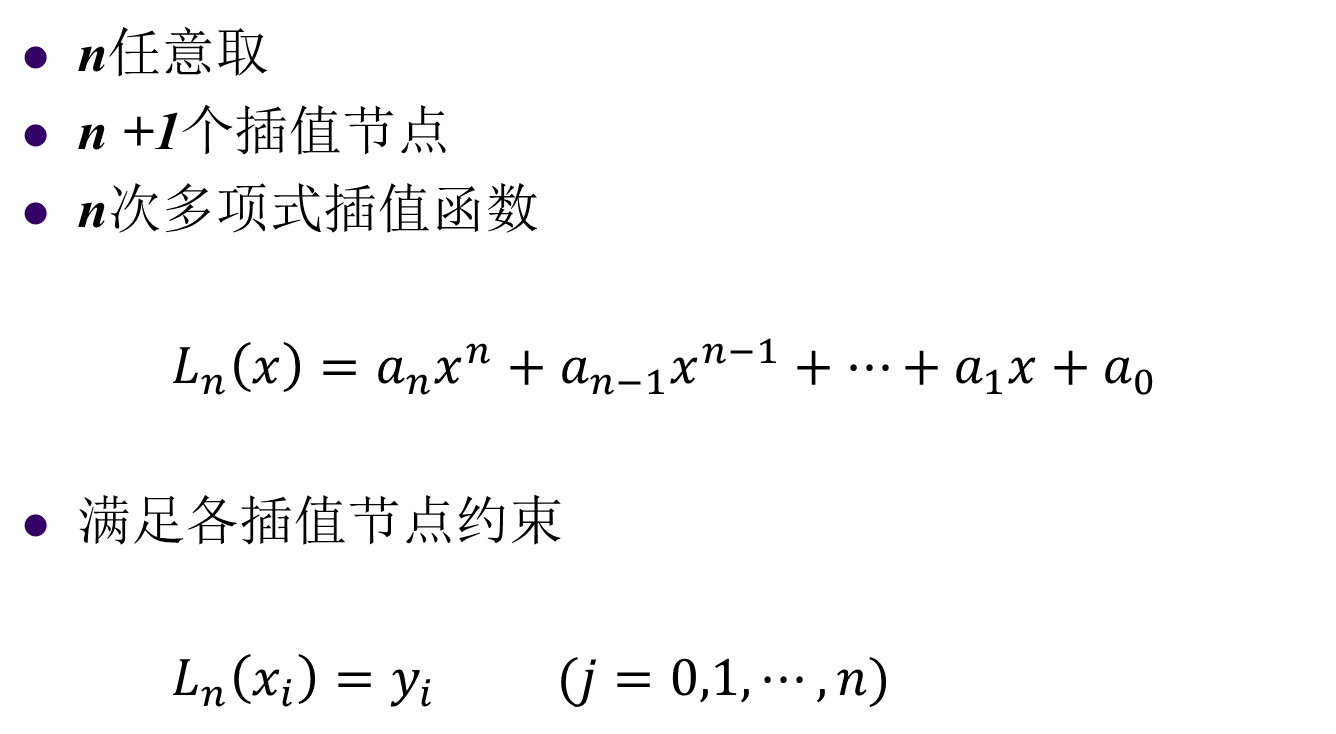 ● n任意取
● n +1个插值节点
● n次多项式插值函数
Lₙ(x) = aₙxⁿ + aₙ₋₁xⁿ⁻¹ + ⋯ + a₁x + a₀
● 满足各插值节点约束
Lₙ(xᵢ) = yᵢ (j = 0,1,⋯,n)